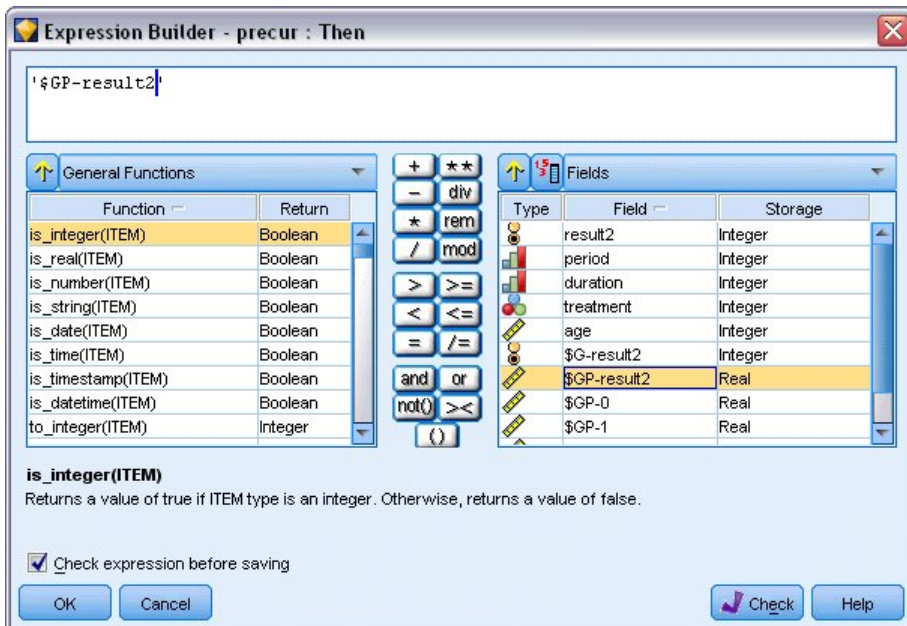 Expression Builder - precur : Then
'$GP-result2'
General Functions
Function Return
is_integer(ITEM) Boolean
is_real(ITEM) Boolean
is_number(ITEM) Boolean
is_string(ITEM) Boolean
is_date(ITEM) Boolean
is_time(ITEM) Boolean
is_timestamp(ITEM) Boolean
is_datetime(ITEM) Boolean
to_integer(ITEM) Integer
+ **
- div
* rem
/ mod
> >=
< <=
= /=
and or
not() ><
()
Fields
Type Field Storage
result2 Integer
period Integer
duration Integer
treatment Integer
age Integer
$G-result2 Integer
$GP-result2 Real
$GP-0 Real
$GP-1 Real
is_integer(ITEM)
Returns a value of true if ITEM type is an integer. Otherwise, returns a value of false.
Check expression before saving
OK Cancel Check Help